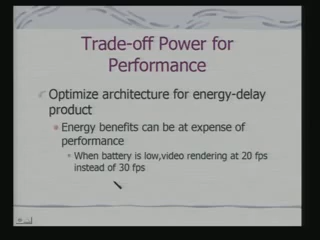 Trade-off Power for
Performance
Optimize architecture for energy-delay
product
Energy benefits can be at expense of
performance
When battery is low,video rendering at 20 fps
instead of 30 fps